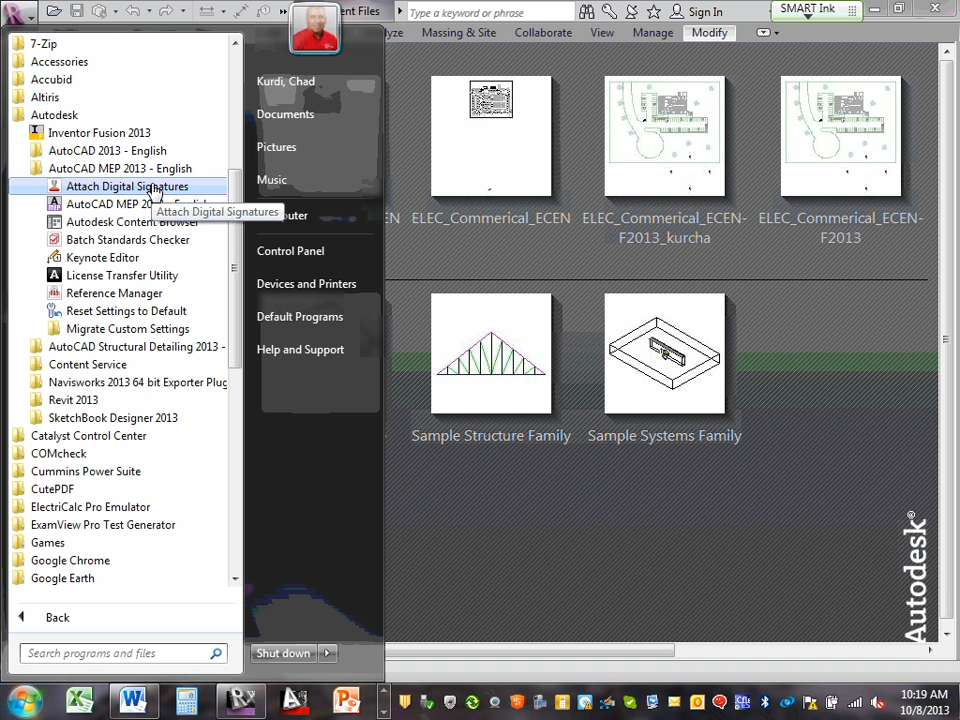 ent Files
Type a keyword or phrase
Sign In
SMART Ink
yze
Massing & Site
Collaborate
View
Manage
Modify
7-Zip
Accessories
Accubid
Altiris
Autodesk
Inventor Fusion 2013
AutoCAD 2013 - English
AutoCAD MEP 2013 - English
Attach Digital Signatures
AutoCAD MEP 20
Attach Digital Signatures
Autodesk Content Browser
Batch Standards Checker
Keynote Editor
License Transfer Utility
Reference Manager
Reset Settings to Default
Migrate Custom Settings
AutoCAD Structural Detailing 2013 -
Content Service
Navisworks 2013 64 bit Exporter Plug
Revit 2013
SketchBook Designer 2013
Catalyst Control Center
COMcheck
Cummins Power Suite
CutePDF
ElectriCalc Pro Emulator
ExamView Pro Test Generator
Games
Google Chrome
Google Earth
Back
Search programs and files
Kurdi, Chad
Documents
Pictures
Music
puter
Control Panel
Devices and Printers
Default Programs
Help and Support
Shut down
EN
ELEC_Commerical_ECEN
ELEC_Commerical_ECEN-
F2013_kurcha
ELEC_Commerical_ECEN-
F2013
Sample Structure Family
Sample Systems Family
Autodesk®
10:19 AM
10/8/2013